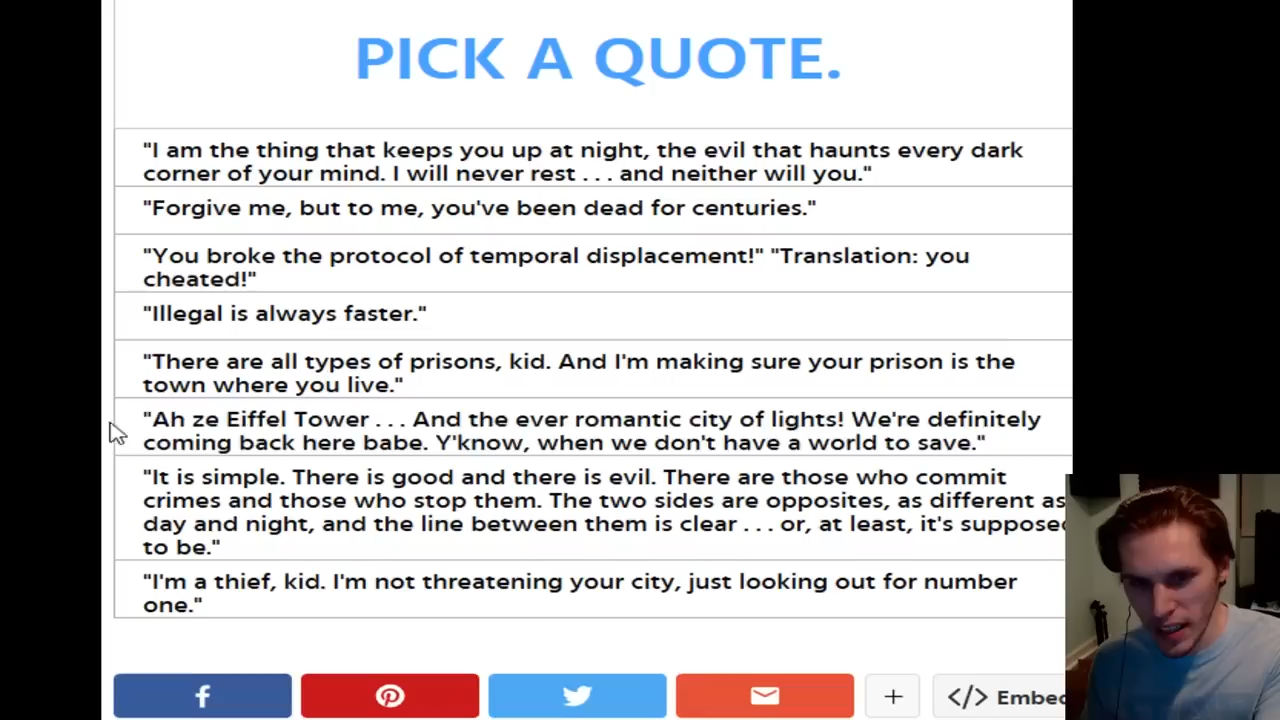 PICK A QUOTE.
"I am the thing that keeps you up at night, the evil that haunts every dark
corner of your mind. I will never rest . . . and neither will you."
"Forgive me, but to me, you've been dead for centuries."
"You broke the protocol of temporal displacement!" "Translation: you
cheated!"
"Illegal is always faster."
"There are all types of prisons, kid. And I'm making sure your prison is the
town where you live."
"Ah ze Eiffel Tower . . . And the ever romantic city of lights! We're definitely
coming back here babe. Y'know, when we don't have a world to save."
"It is simple. There is good and there is evil. There are those who commit
crimes and those who stop them. The two sides are opposites, as different as
day and night, and the line between them is clear . . . or, at least, it's supposed
to be."
"I'm a thief, kid. I'm not threatening your city, just looking out for number
one."
f + </> Embed